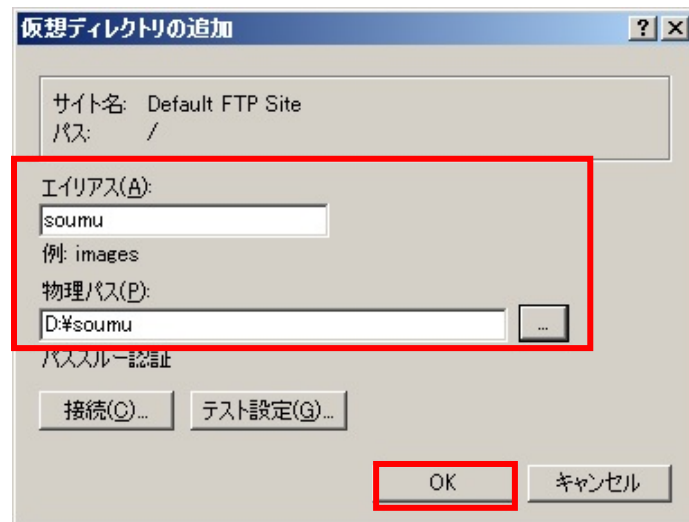 仮想ディレクトリの追加
サイト名: Default FTP Site
パス: /
エイリアス(A):
soumu
例: images
物理パス(P):
D:¥soumu
...
パススルー認証
接続(C)...
テスト設定(G)...
OK
キャンセル